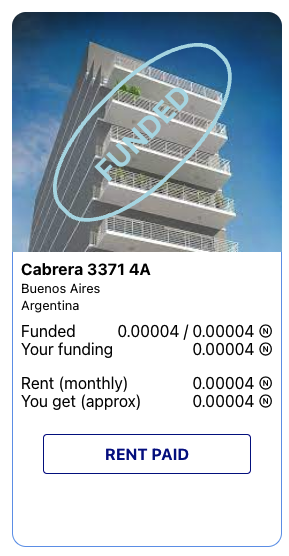 FUNDED
Cabrera 3371 4A
Buenos Aires
Argentina
Funded 0.00004 / 0.00004 Ⓝ
Your funding 0.00004 Ⓝ
Rent (monthly) 0.00004 Ⓝ
You get (approx) 0.00004 Ⓝ
RENT PAID